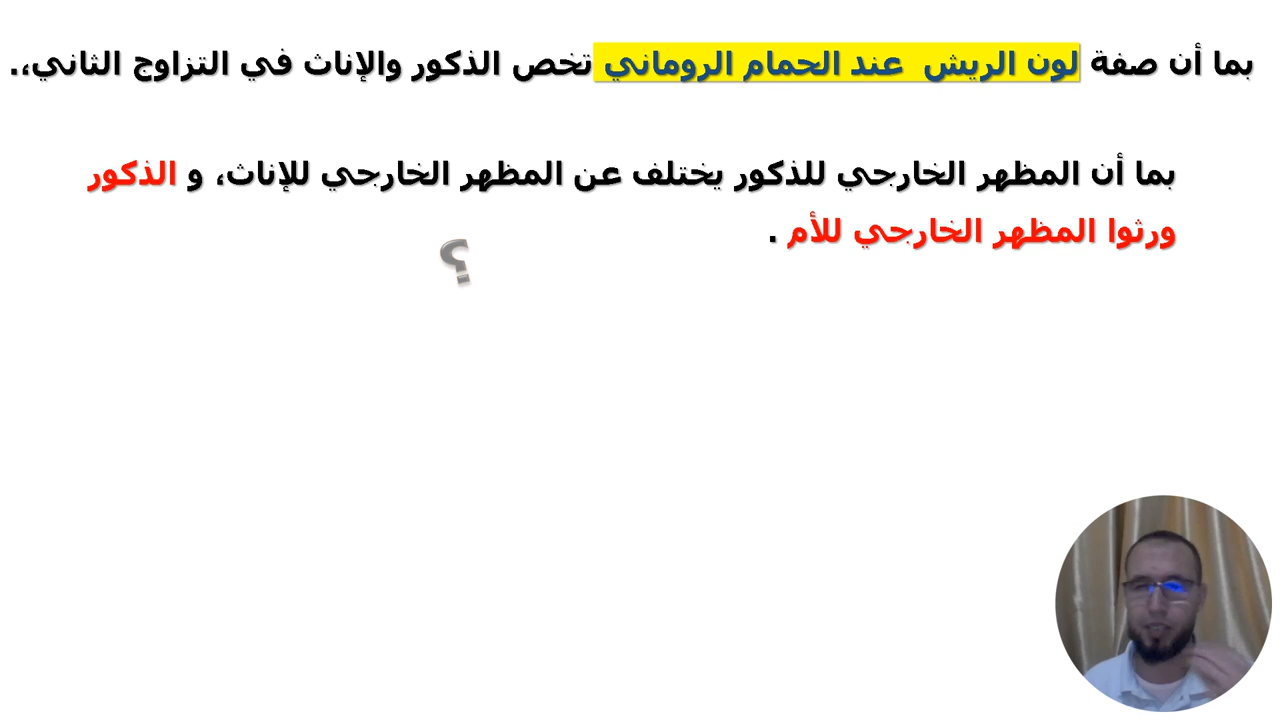 بما أن صفة لون الريش عند الحمام الروماني تخص الذكور والإناث في التزاوج الثاني،.
بما أن المظهر الخارجي للذكور يختلف عن المظهر الخارجي للإناث، و الذكور
ورثوا المظهر الخارجي للأم .
؟